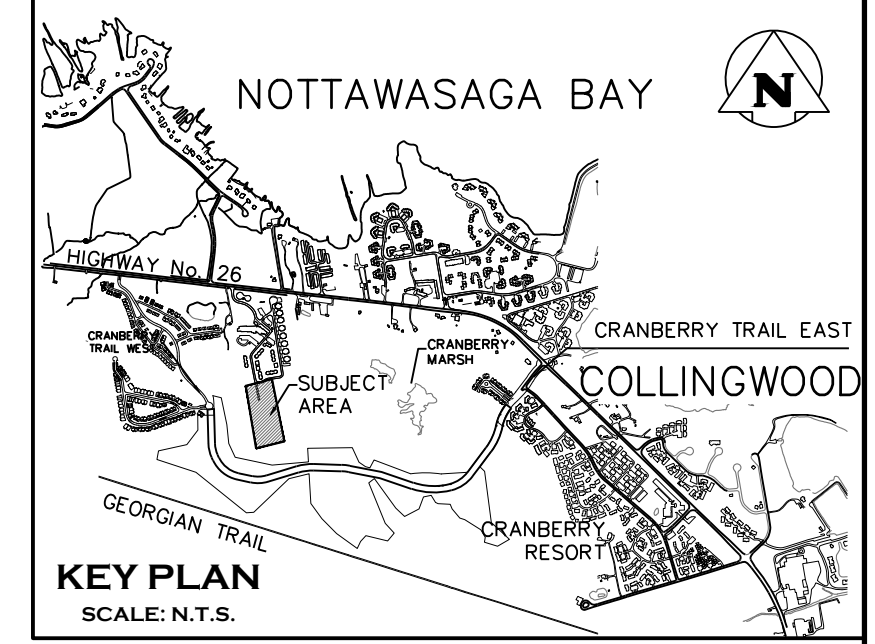 NOTTAWASAGA BAY
N
HIGHWAY No. 26
CRANBERRY
TRAIL WEST
CRANBERRY
MARSH
CRANBERRY TRAIL EAST
SUBJECT
AREA
COLLINGWOOD
GEORGIAN TRAIL
CRANBERRY
RESORT
KEY PLAN
SCALE: N.T.S.